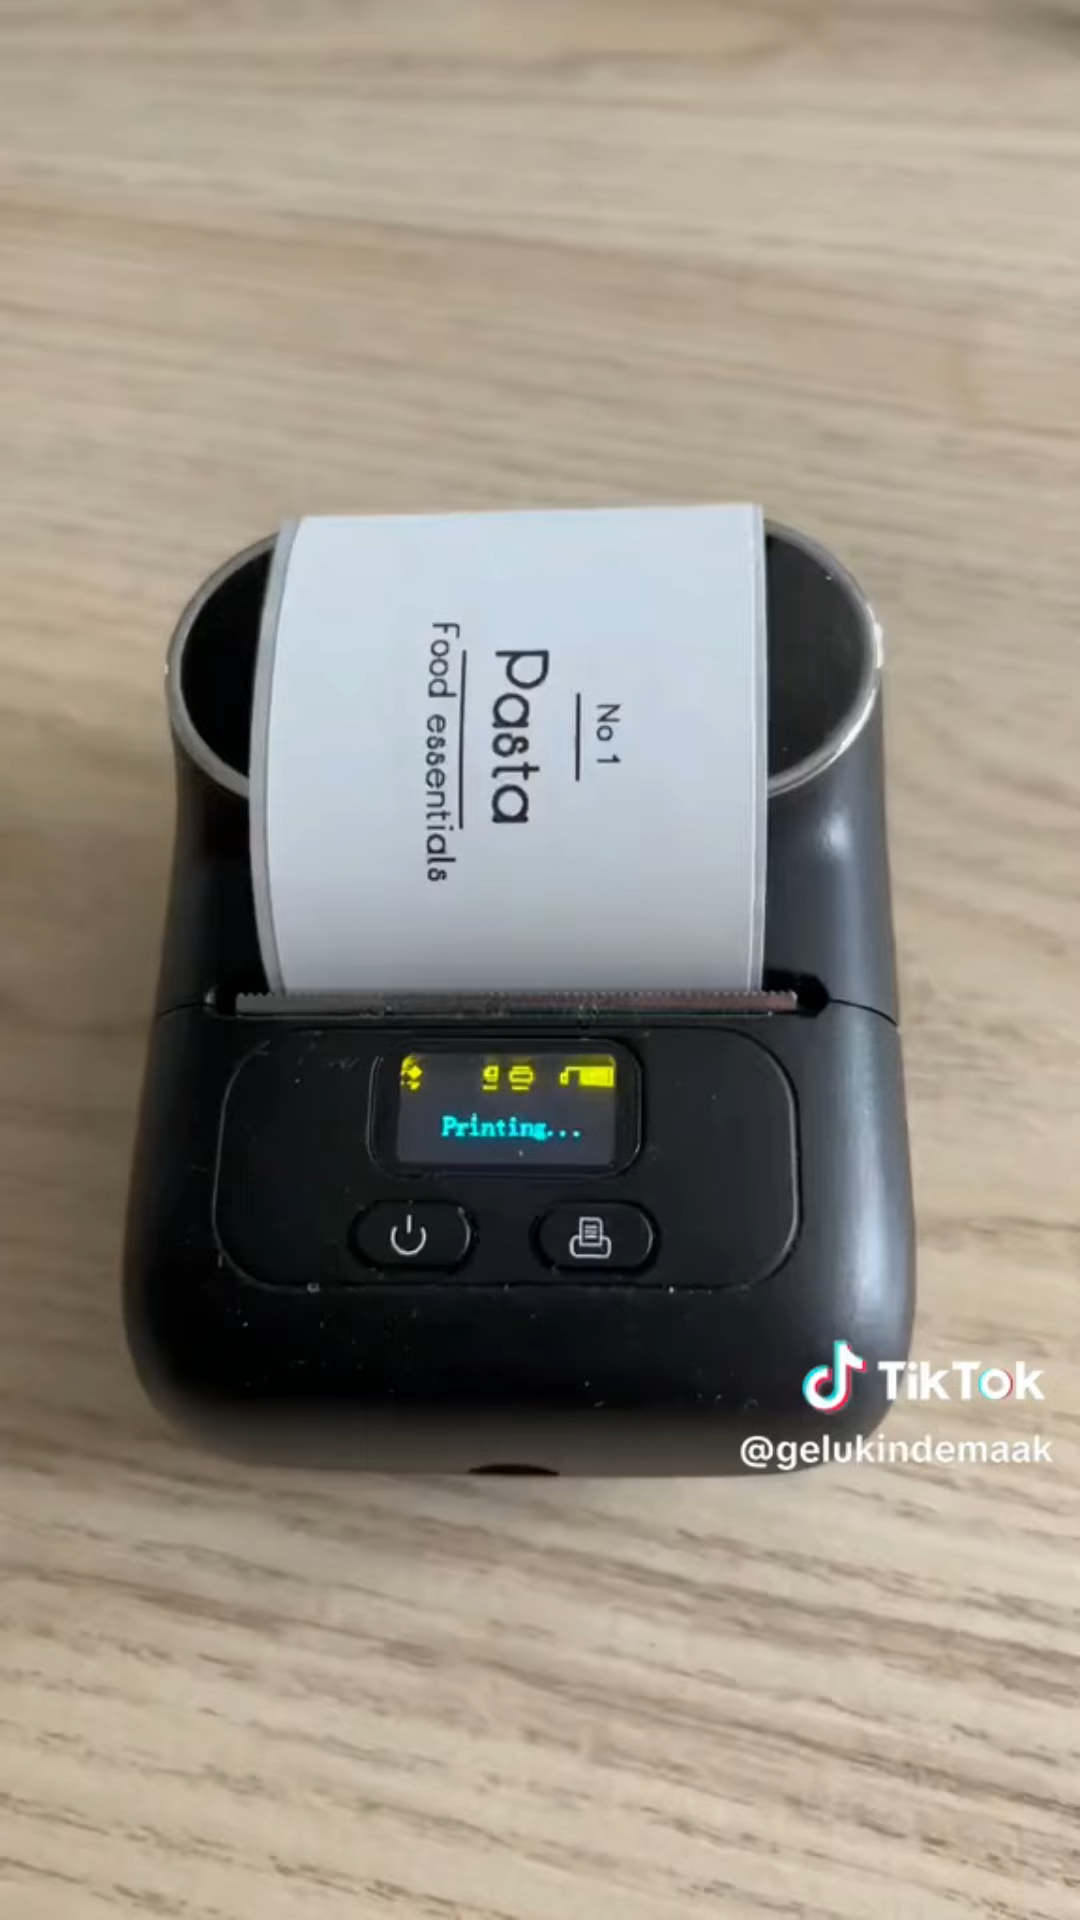 No 1
Pasta
Food essentials
Printing...
TikTok
@gelukindemaak